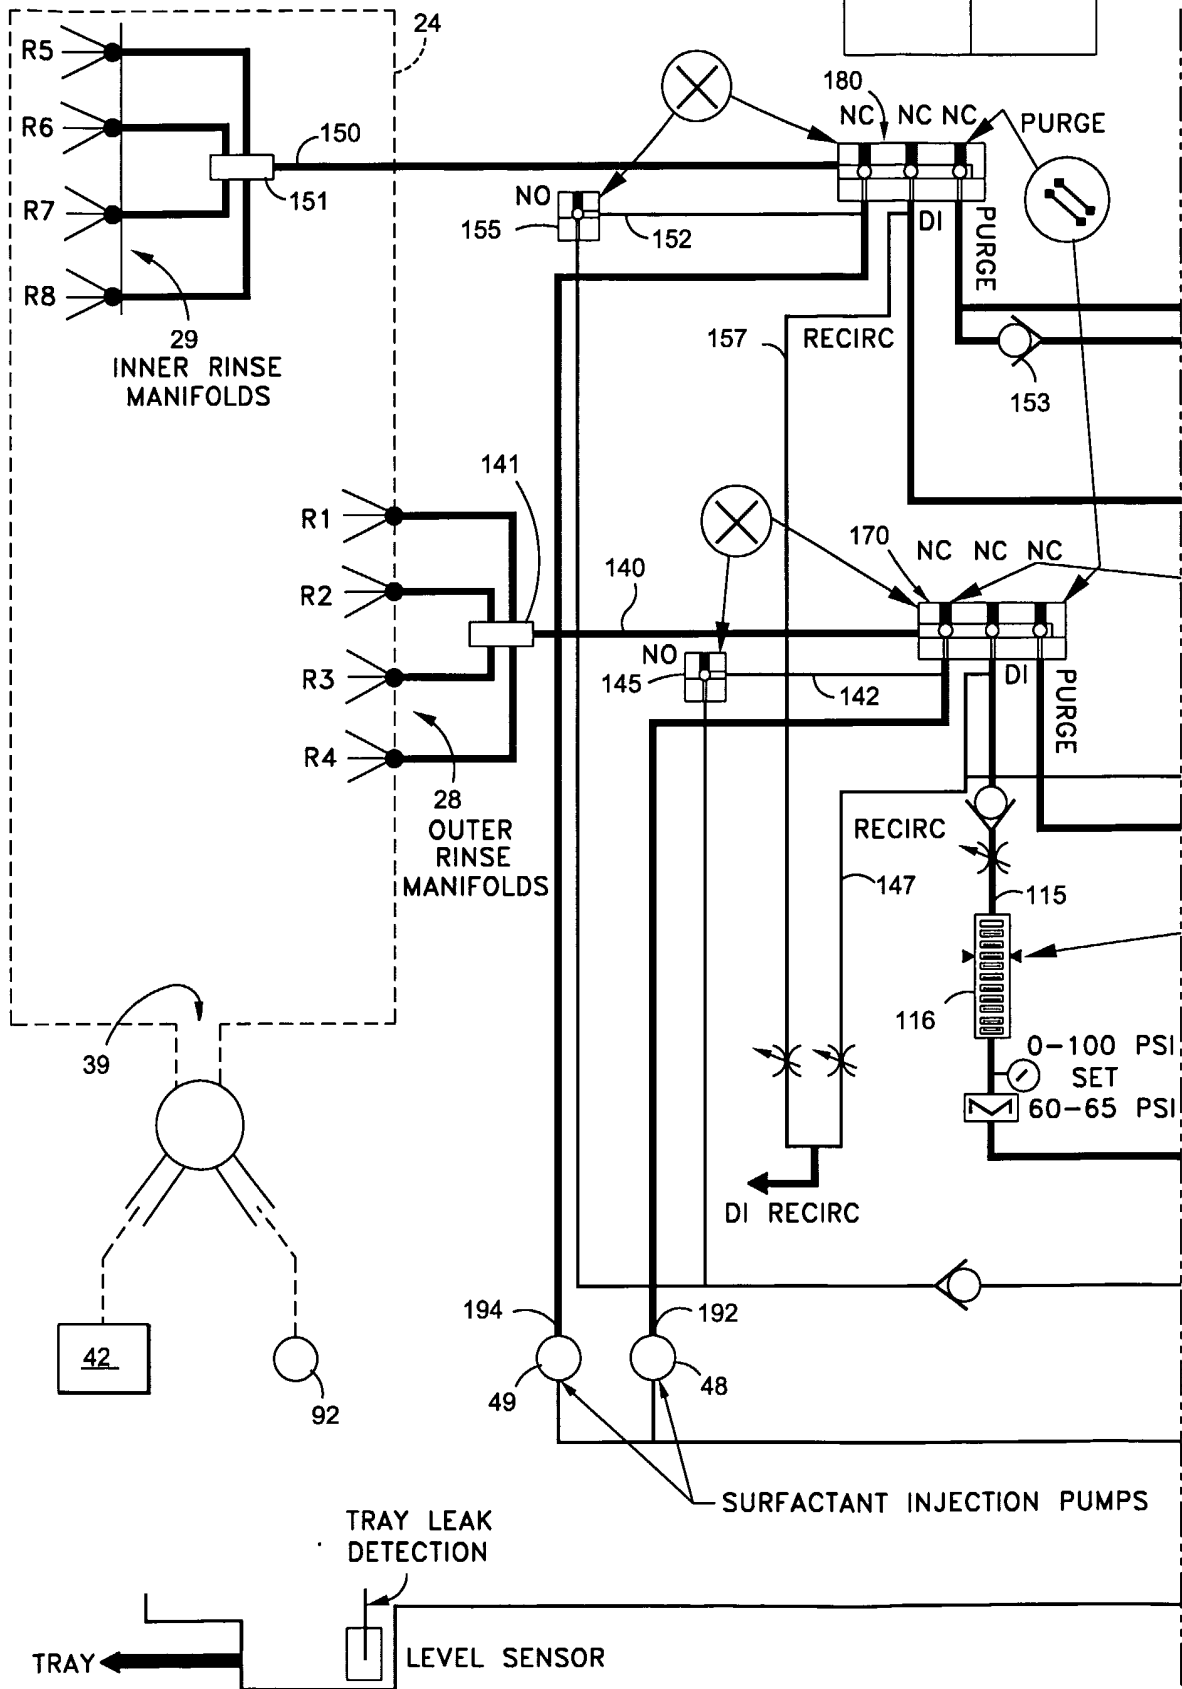 24
R5
180
NC NC NC
PURGE
R6
150
151
NO
R7
155
152
DI
PURGE
R8
29
157
RECIRC
INNER RINSE
MANIFOLDS
153
141
R1
170
NC NC NC
R2
140
NO
R3
145
142
DI
PURGE
R4
28
OUTER
RINSE
MANIFOLDS
RECIRC
147
115
116
39
0-100 PSI
SET
60-65 PSI
DI RECIRC
194
192
42
49
48
92
SURFACTANT INJECTION PUMPS
TRAY LEAK
DETECTION
TRAY
LEVEL SENSOR